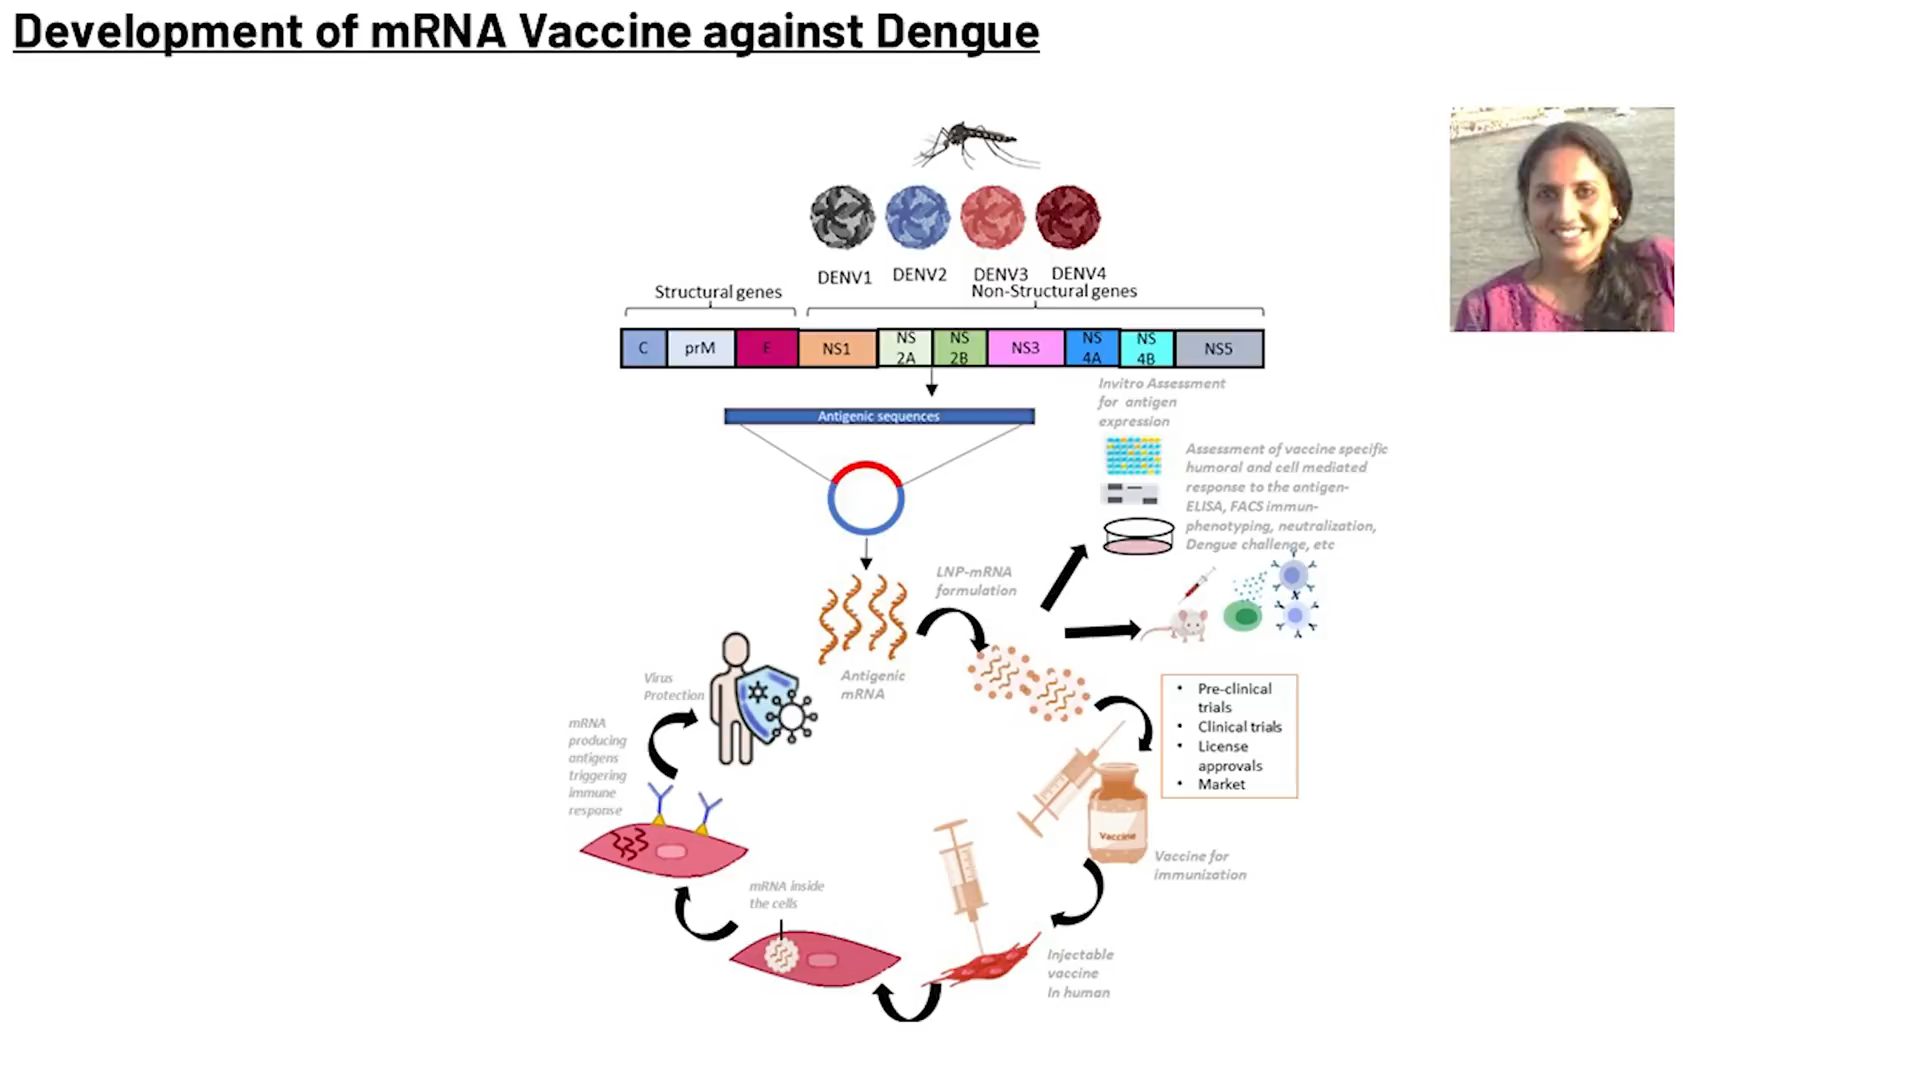 Development of mRNA Vaccine against Dengue
DENV1 DENV2 DENV3 DENV4
Structural genes
Non-Structural genes
C prM E NS1 NS 2A NS 2B NS3 NS 4A NS 4B NS5
Antigenic sequences
Invitro Assessment
for antigen
expression
Assessment of vaccine specific
humoral and cell mediated
response to the antigen-
ELISA, FACS immun-
phenotyping, neutralization,
Dengue challenge, etc
LNP-mRNA
formulation
Antigenic
mRNA
Virus
Protection
mRNA
producing
antigens
triggering
immune
response
• Pre-clinical
trials
• Clinical trials
• License
approvals
• Market
Vaccine
Vaccine for
immunization
mRNA inside
the cells
Injectable
vaccine
In human